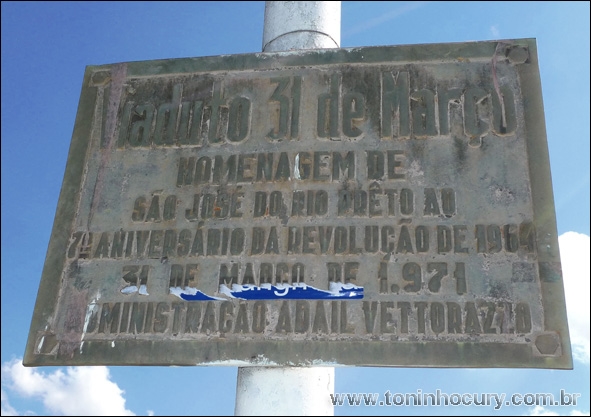 Viaduto 31 de Março
HOMENAGEM DE
SÃO JOSÉ DO RIO PRÊTO AO
7º ANIVERSÁRIO DA REVOLUÇÃO DE 1964
31 DE MARÇO DE 1.971
ADMINISTRAÇÃO ADAIL VETTORAZZO
www.toninhocury.com.br